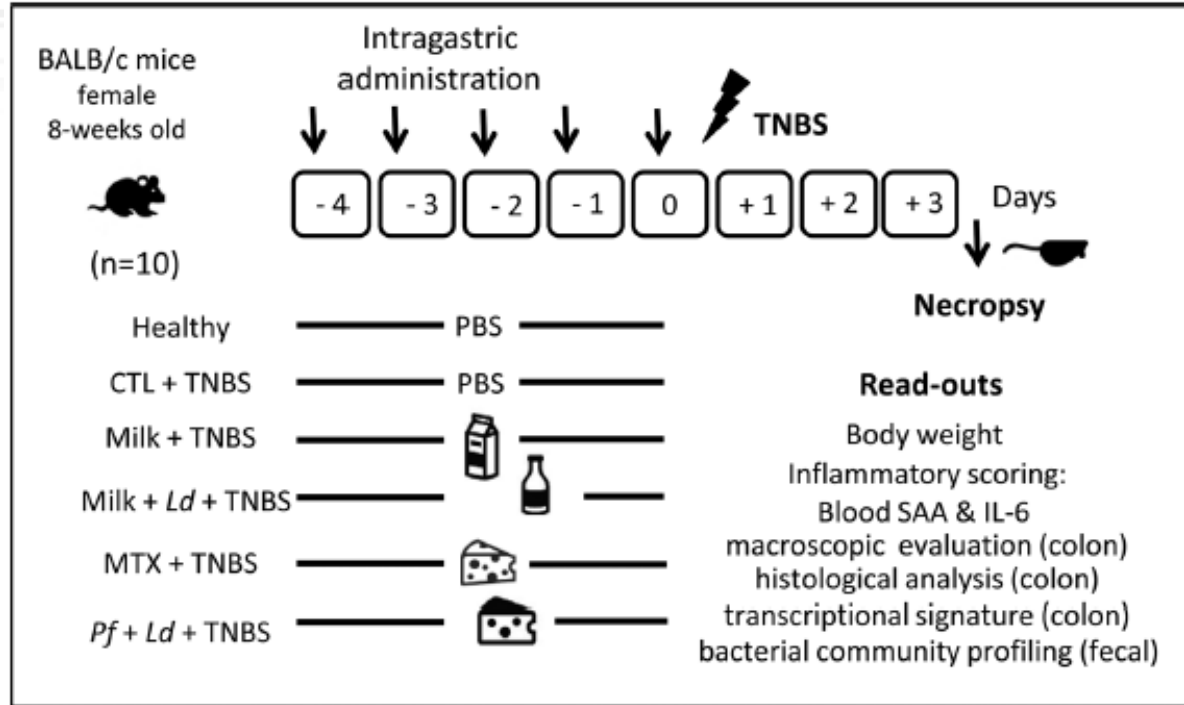 BALB/c mice
female
8-weeks old
(n=10)
Intragastric
administration
TNBS
- 4 - 3 - 2 - 1 0 + 1 + 2 + 3 Days
Necropsy
Healthy PBS
CTL + TNBS PBS
Milk + TNBS
Milk + Ld + TNBS
MTX + TNBS
Pf + Ld + TNBS
Read-outs
Body weight
Inflammatory scoring:
Blood SAA & IL-6
macroscopic evaluation (colon)
histological analysis (colon)
transcriptional signature (colon)
bacterial community profiling (fecal)